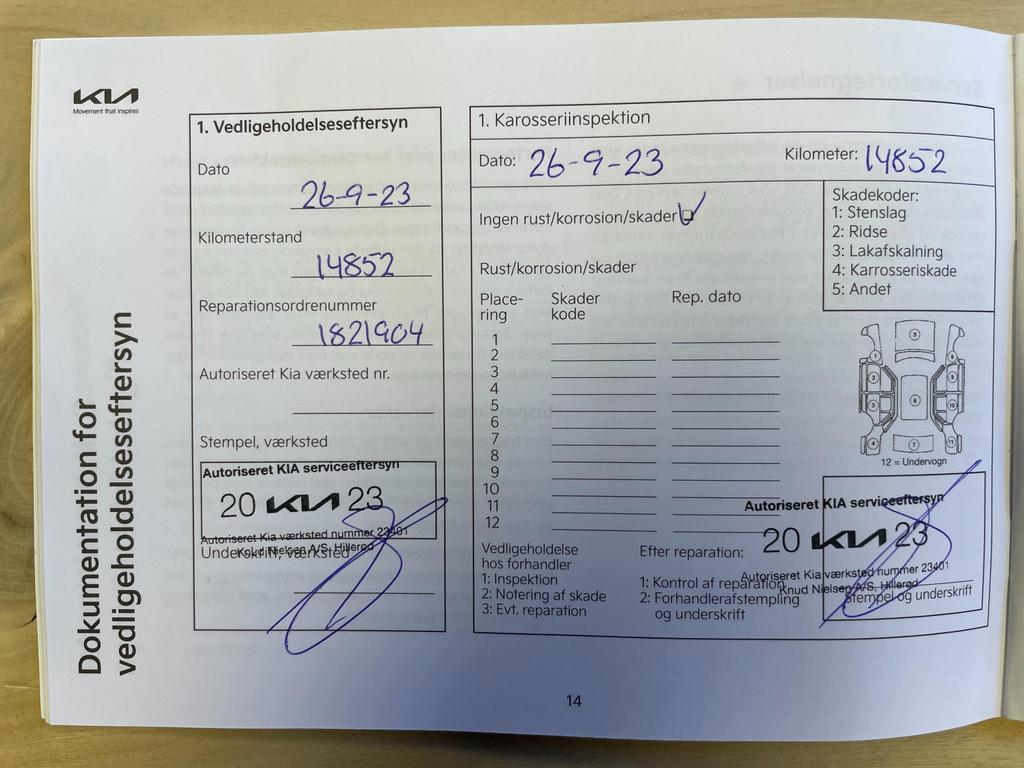 KIA
Movement that inspires
Dokumentation for
vedligeholdelseseftersyn
1. Vedligeholdelseseftersyn
Dato
26-9-23
Kilometerstand
14852
Reparationsordrenummer
1821904
Autoriseret Kia værksted nr.
Stempel, værksted
Autoriseret KIA serviceeftersyn
20 KIA 23
Autoriseret Kia værksted nummer 23401
Knud Nielsen A/S, Hillerød
Underskrift, værksted
1. Karosseriinspektion
Dato: 26-9-23
Kilometer: 14852
Ingen rust/korrosion/skader
Rust/korrosion/skader
Place-
ring
Skader
kode
Rep. dato
1
2
3
4
5
6
7
8
9
10
11
12
Skadekoder:
1: Stenslag
2: Ridse
3: Lakafskalning
4: Karrosseriskade
5: Andet
12 = Undervogn
Vedligeholdelse
hos forhandler
1: Inspektion
2: Notering af skade
3: Evt. reparation
Efter reparation:
1: Kontrol af reparation
2: Forhandlerafstempling
og underskrift
Autoriseret KIA serviceeftersyn
20 KIA 23
Autoriseret Kia værksted nummer 23401
Knud Nielsen A/S, Hillerød
Stempel og underskrift
14